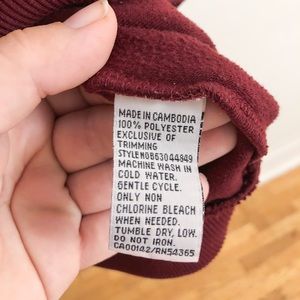 MADE IN CAMBODIA
100% POLYESTER
EXCLUSIVE OF
TRIMMING
STYLE#0863044849
MACHINE WASH IN
COLD WATER.
GENTLE CYCLE.
ONLY NON
CHLORINE BLEACH
WHEN NEEDED.
TUMBLE DRY, LOW.
DO NOT IRON.
CA00142/RN54365